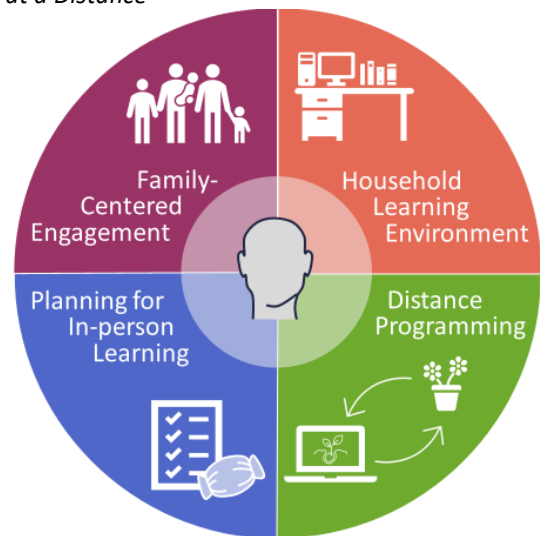 at a Distance
Family-
Centered
Engagement
Household
Learning
Environment
Planning for
In-person
Learning
Distance
Programming